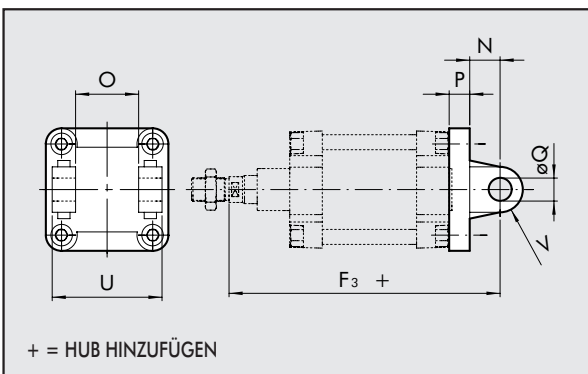 N
O
P
øQ
V
U
F₃ +
+ = HUB HINZUFÜGEN